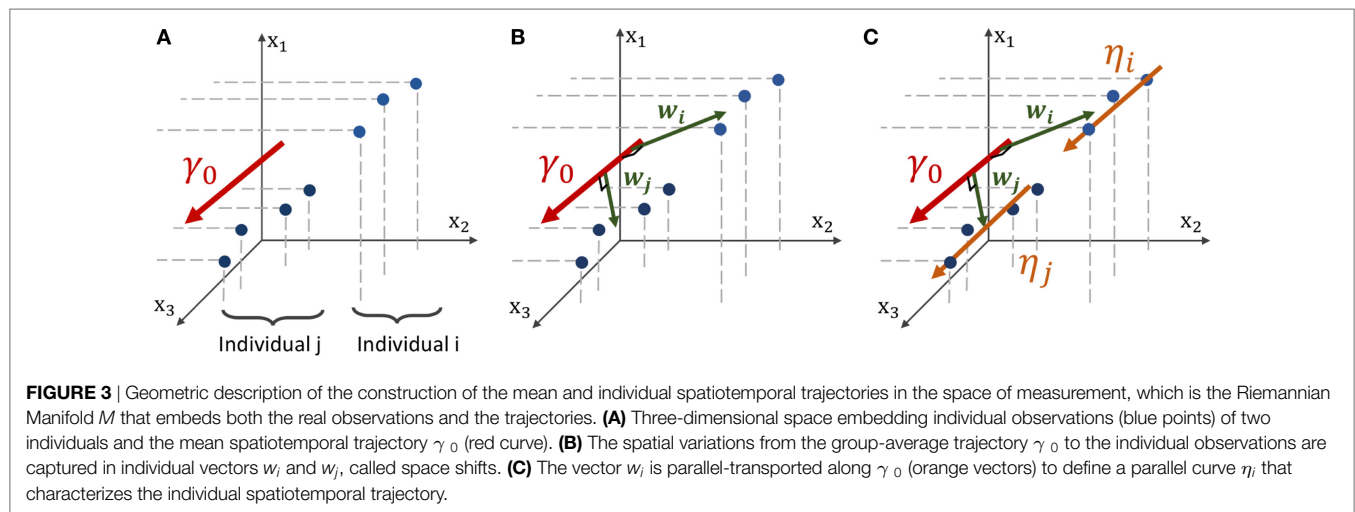 A
x₁
x₂
x₃
γ₀
Individual j
Individual i
B
x₁
x₂
x₃
γ₀
wᵢ
wⱼ
C
x₁
x₂
x₃
γ₀
wᵢ
wⱼ
ηᵢ
ηⱼ
FIGURE 3 | Geometric description of the construction of the mean and individual spatiotemporal trajectories in the space of measurement, which is the Riemannian
Manifold M that embeds both the real observations and the trajectories. (A) Three-dimensional space embedding individual observations (blue points) of two
individuals and the mean spatiotemporal trajectory γ ₀ (red curve). (B) The spatial variations from the group-average trajectory γ ₀ to the individual observations are
captured in individual vectors wᵢ and wⱼ, called space shifts. (C) The vector wᵢ is parallel-transported along γ ₀ (orange vectors) to define a parallel curve ηᵢ that
characterizes the individual spatiotemporal trajectory.